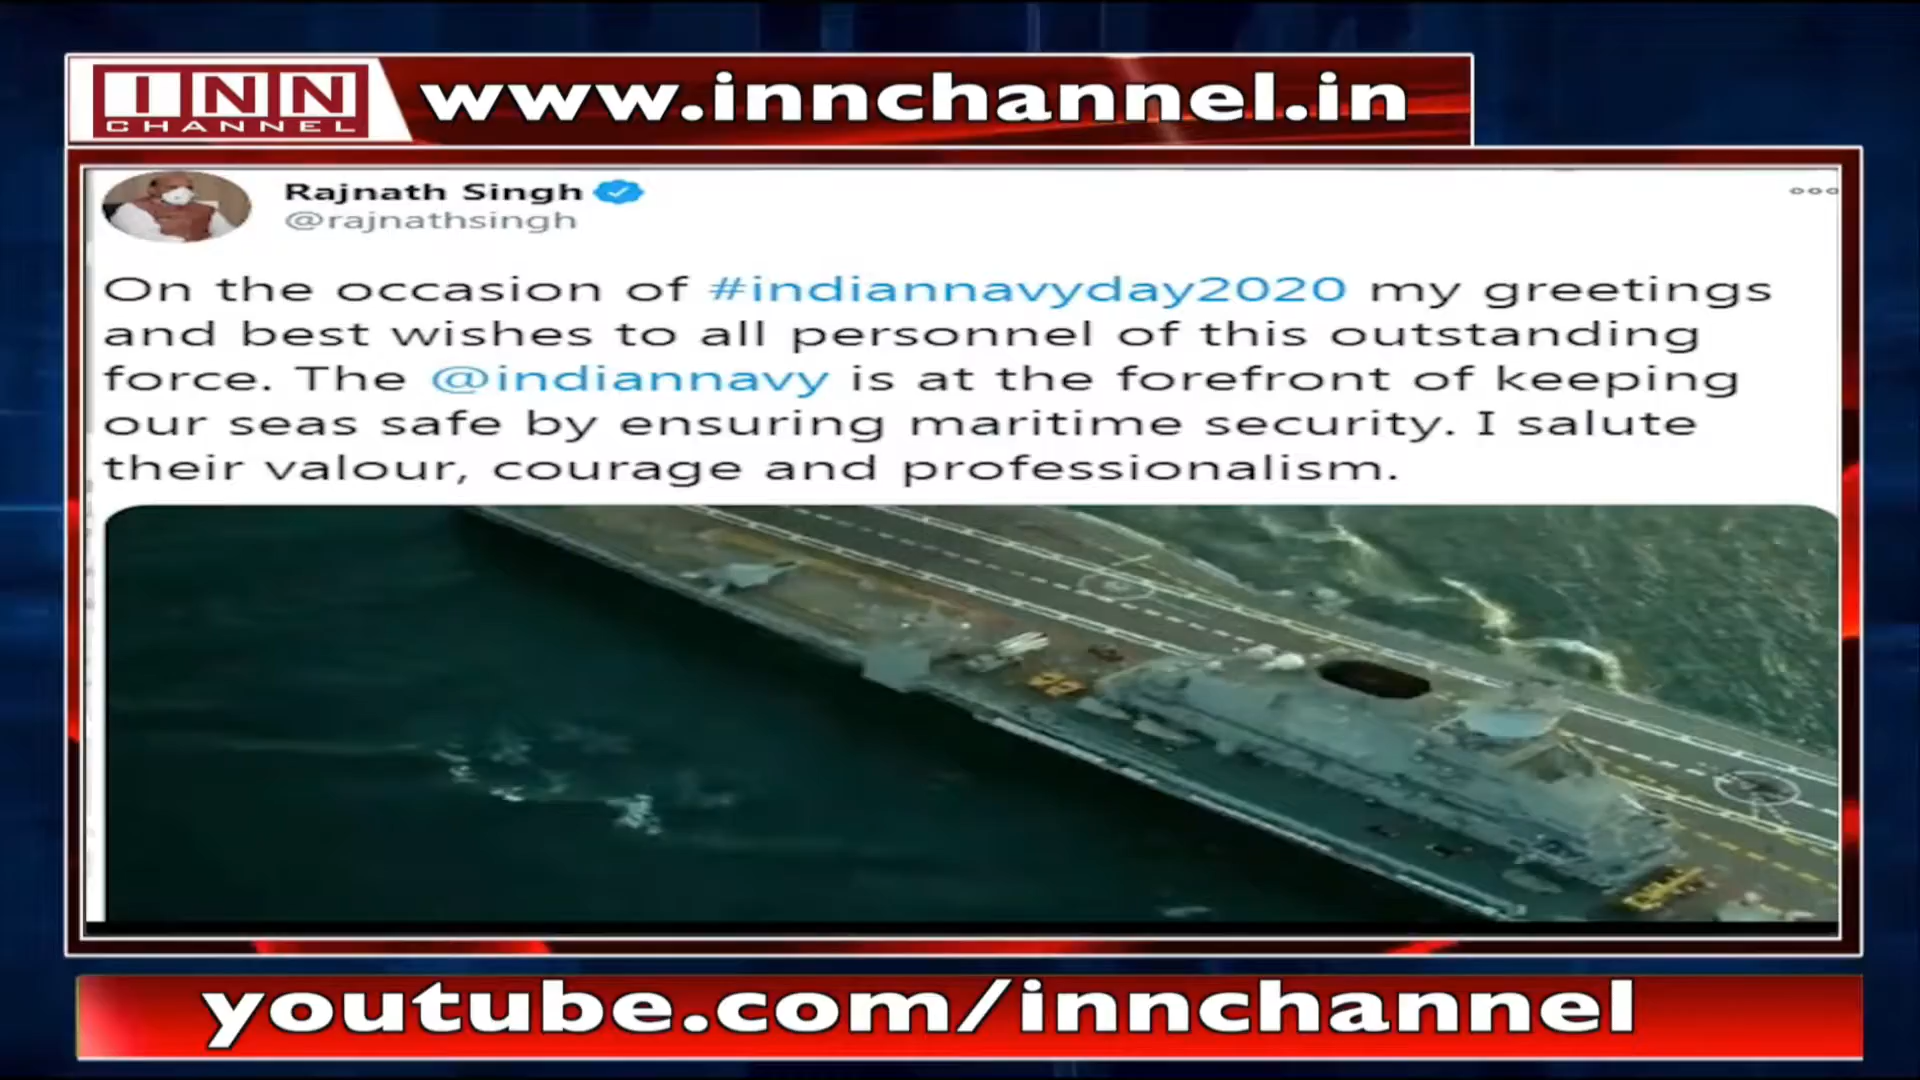 INN
CHANNEL
www.innchannel.in
Rajnath Singh
@rajnathsingh
On the occasion of #indiannavyday2020 my greetings
and best wishes to all personnel of this outstanding
force. The @indiannavy is at the forefront of keeping
our seas safe by ensuring maritime security. I salute
their valour, courage and professionalism.
youtube.com/innchannel